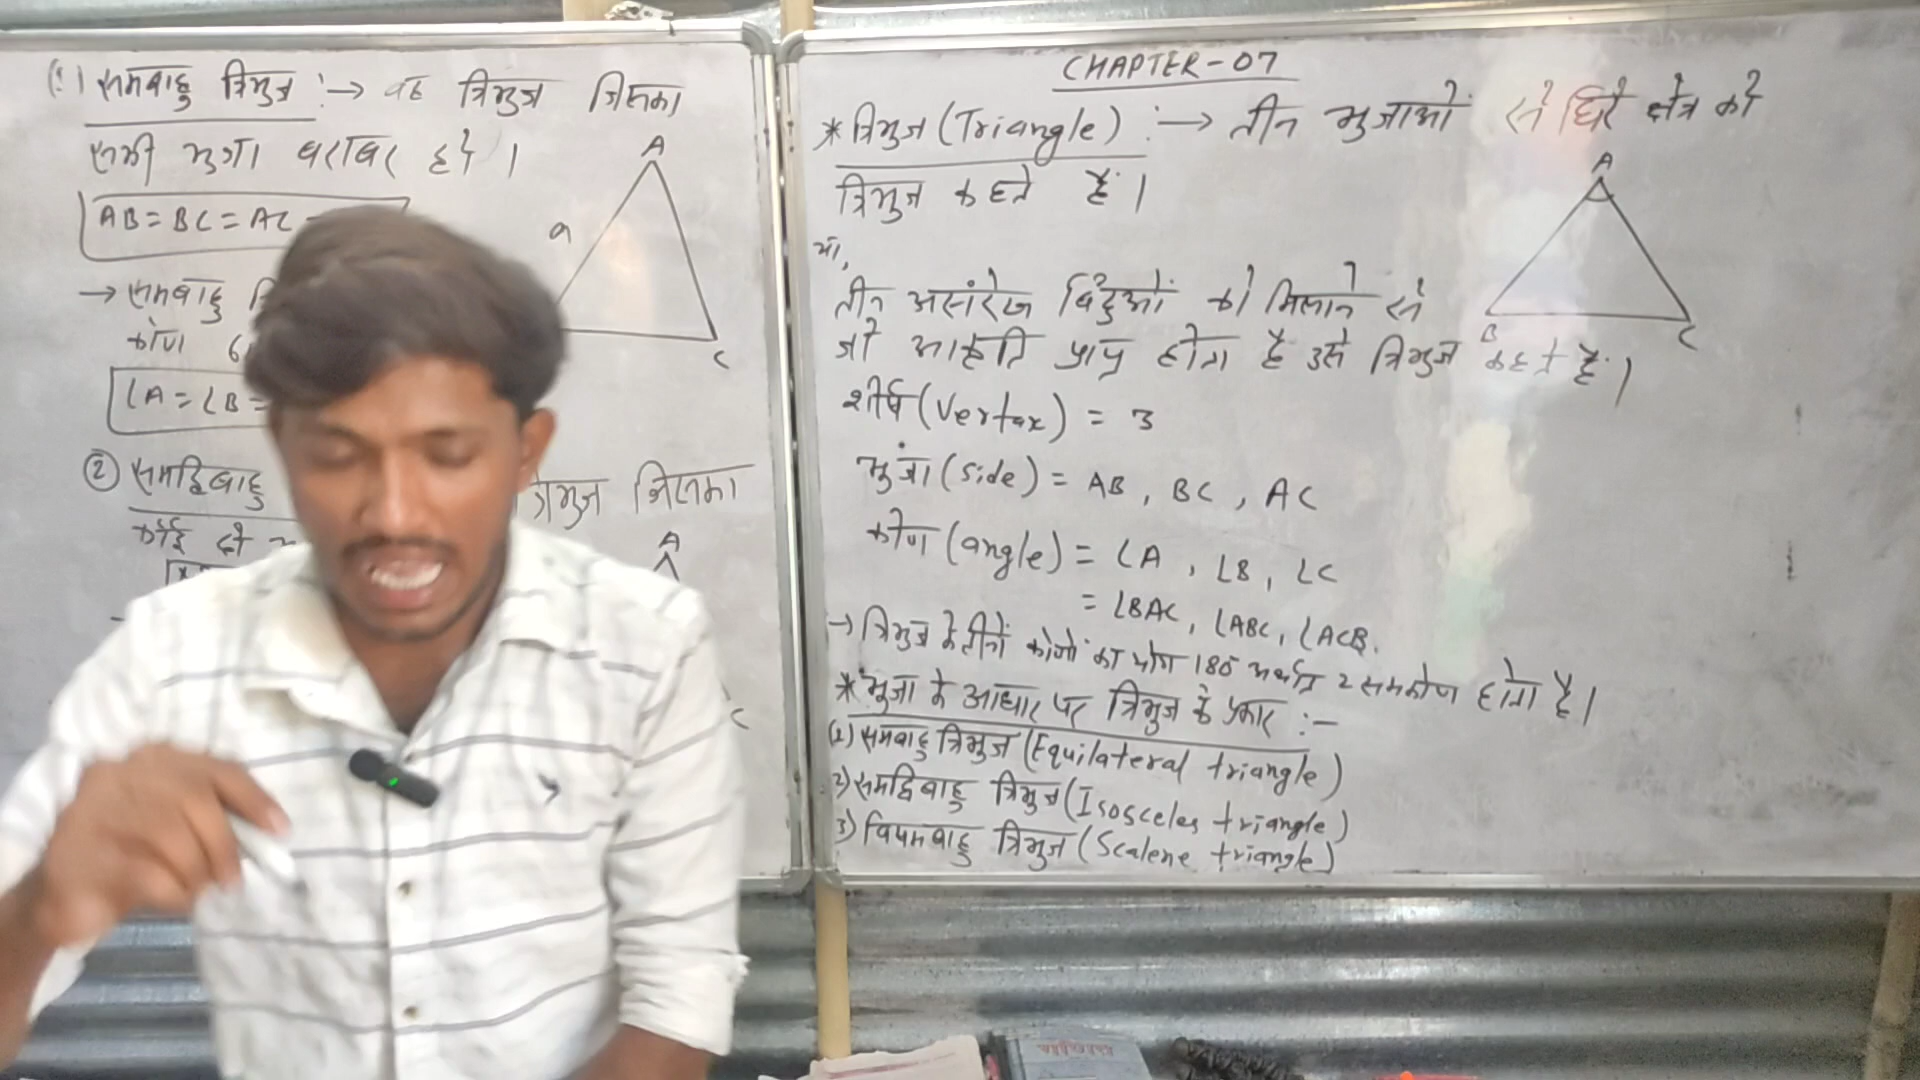 (1) समबाहु त्रिभुज :→ वह त्रिभुज जिसका
सभी भुजा बराबर हो ।
AB = BC = AC
A
a
C
→ समबाहु
कोण 6
∠A = ∠B =
② समद्विबाहु त्रिभुज जिसका
कोई दो
A
C
CHAPTER-07
* त्रिभुज (Triangle) :→ तीन भुजाओं से घिरे क्षेत्र को
त्रिभुज कहते है ।
A
B
C
या,
तीन असंरेख बिंदुओं को मिलाने से
जो आकृति प्राप्त होता है उसे त्रिभुज कहते है ।
शीर्ष (Vertax) = 3
भुजा (side) = AB, BC, AC
कोण (angle) = ∠A, ∠B, ∠C
= ∠BAC, ∠ABC, ∠ACB.
→ त्रिभुज के तीनों कोणों का योग 180° अर्थात 2 समकोण होता है ।
* भुजा के आधार पर त्रिभुज के प्रकार :-
(1) समबाहु त्रिभुज (Equilateral triangle)
2) समद्विबाहु त्रिभुज (Isosceles triangle)
3) विषमबाहु त्रिभुज (Scalene triangle)